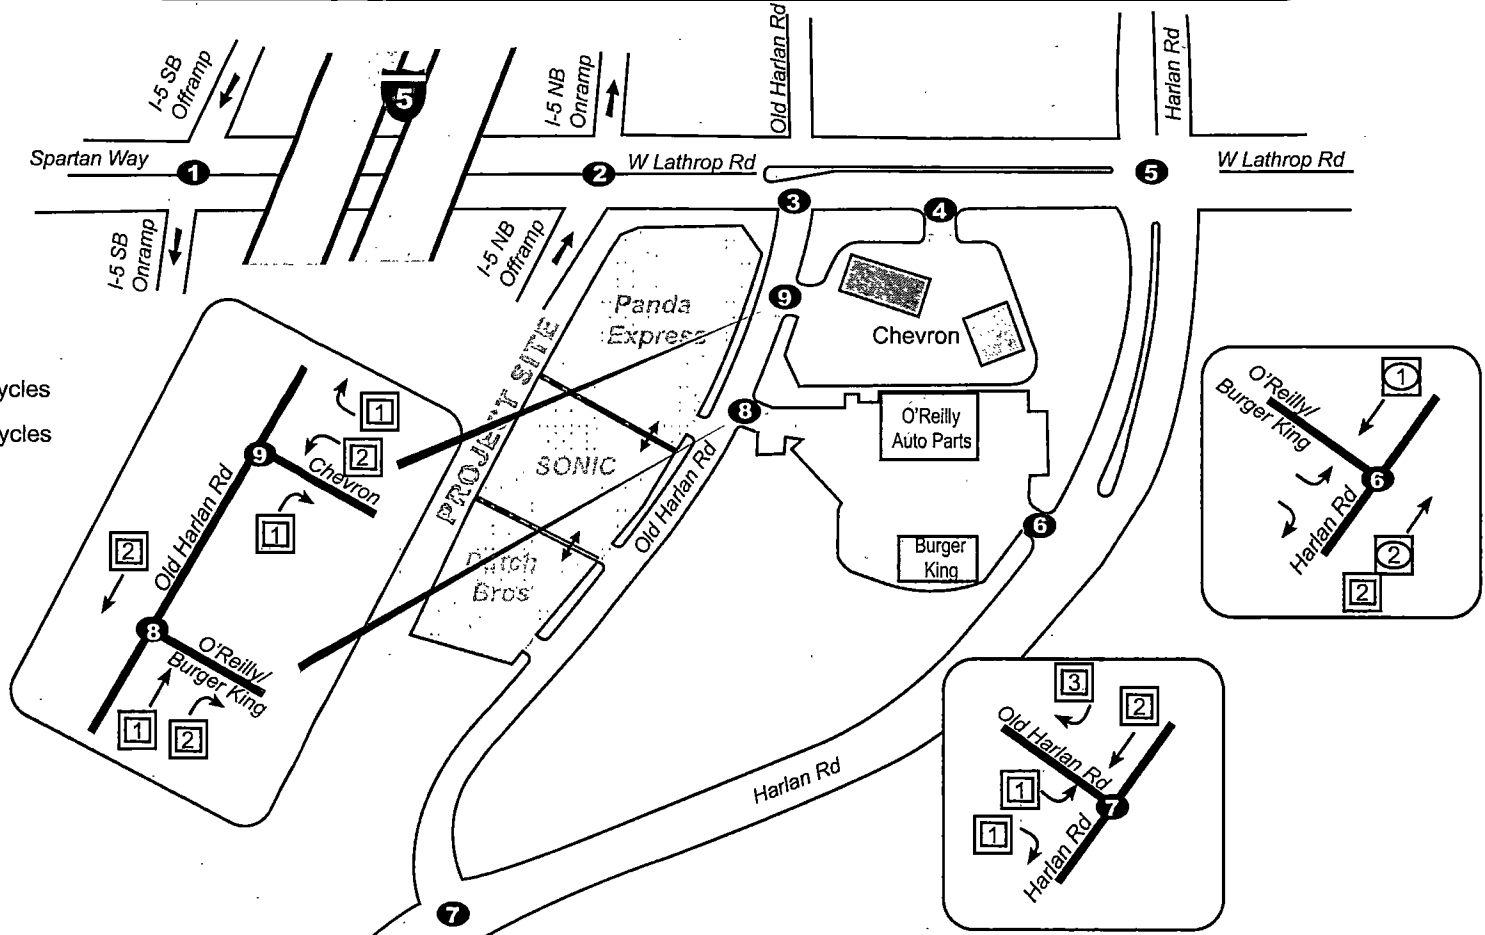 Old Harlan Rd
Harlan Rd
I-5 SB
Offramp
5
I-5 NB
Onramp
Spartan Way
1
2
W Lathrop Rd
5
W Lathrop Rd
3
4
I-5 SB
Onramp
I-5 NB
Offramp
9
Panda
Express
Chevron
PROJECT SITE
ycles
ycles
1
2
9
Chevron
1
Old Harlan Rd
2
8
O'Reilly/
Burger King
1
2
8
O'Reilly
Auto Parts
SONIC
Old Harlan Rd
6
Burger
King
Dutch
Bros
1
O'Reilly/
Burger King
6
Harlan Rd
2
2
3
2
Old Harlan Rd
1
7
1
Harlan Rd
Harlan Rd
7